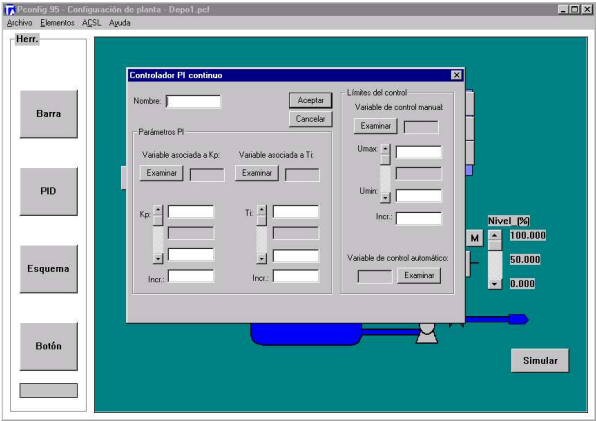 Pconfig 95 - Configuración de planta - Depo1.pcf
Archivo Elementos ACSL Ayuda
Herr.
Barra
PID
Esquema
Botón
Controlador PI continuo
Nombre:
Aceptar
Cancelar
Parámetros PI
Variable asociada a Kp:
Variable asociada a Ti:
Examinar
Examinar
Kp:
Ti:
Incr.:
Incr.:
Límites del control
Variable de control manual:
Examinar
Umax:
Umin:
Incr.:
Variable de control automático:
Examinar
Nivel_(%)
M
100.000
50.000
0.000
Simular